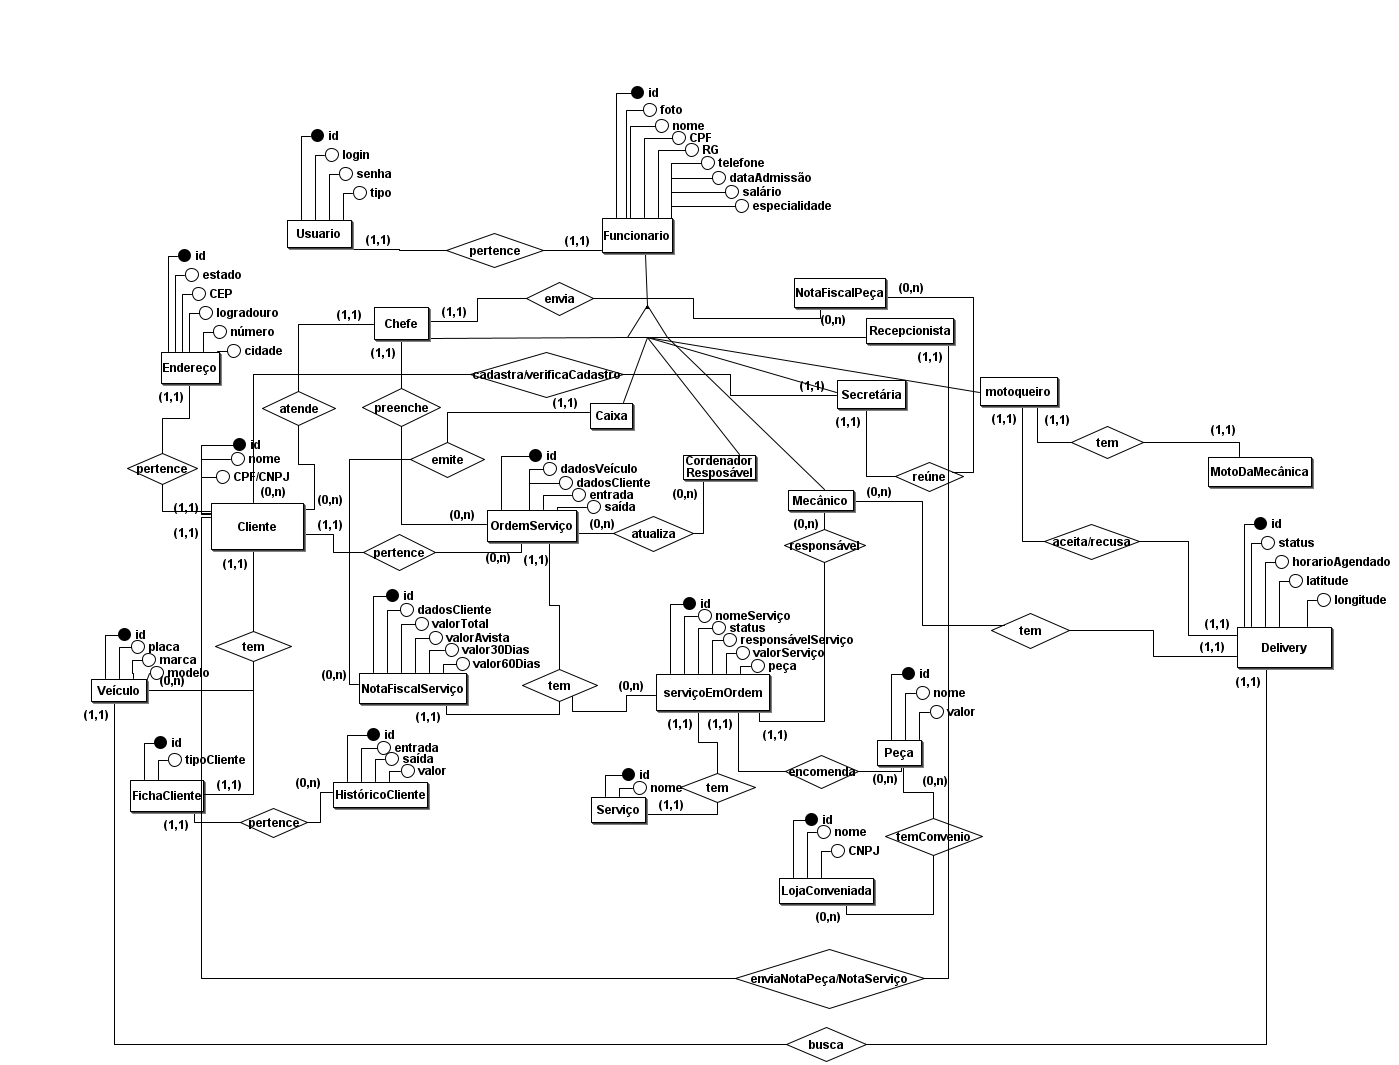 id
foto
nome
CPF
RG
telefone
dataAdmissão
salário
especialidade
Funcionario
id
login
senha
tipo
Usuario
(1,1)
pertence
(1,1)
id
estado
CEP
logradouro
número
cidade
Endereço
(1,1)
(1,1)
Chefe
(1,1)
envia
(1,1)
NotaFiscalPeça
(0,n)
(0,n)
Recepcionista
(1,1)
cadastra/verificaCadastro
(1,1)
Secretária
(1,1)
motoqueiro
(1,1)
(1,1)
atende
preenche
(1,1)
Caixa
tem
(1,1)
MotoDaMecânica
pertence
id
nome
CPF/CNPJ
(0,n)
(0,n)
(1,1)
(1,1)
Cliente
(1,1)
(1,1)
emite
id
dadosVeículo
dadosCliente
entrada
saída
(0,n)
OrdemServiço
(0,n)
(0,n)
(1,1)
Cordenador
Resposável
(0,n)
atualiza
Mecânico
(0,n)
(0,n)
reúne
responsável
pertence
aceita/recusa
id
status
horarioAgendado
latitude
longitude
(1,1)
(1,1)
Delivery
(1,1)
tem
tem
id
placa
marca
modelo
(0,n)
Veículo
(1,1)
id
dadosCliente
valorTotal
valorAvista
valor30Dias
valor60Dias
(0,n)
NotaFiscalServiço
(1,1)
tem
(0,n)
id
nomeServiço
status
responsávelServiço
valorServiço
peça
serviçoEmOrdem
(1,1)
(1,1)
(1,1)
id
nome
valor
Peça
(0,n)
(0,n)
encomenda
id
tipoCliente
FichaCliente
(1,1)
(1,1)
pertence
(0,n)
id
entrada
saída
valor
HistóricoCliente
id
nome
Serviço
(1,1)
tem
temConvenio
id
nome
CNPJ
LojaConveniada
(0,n)
enviaNotaPeça/NotaServiço
busca